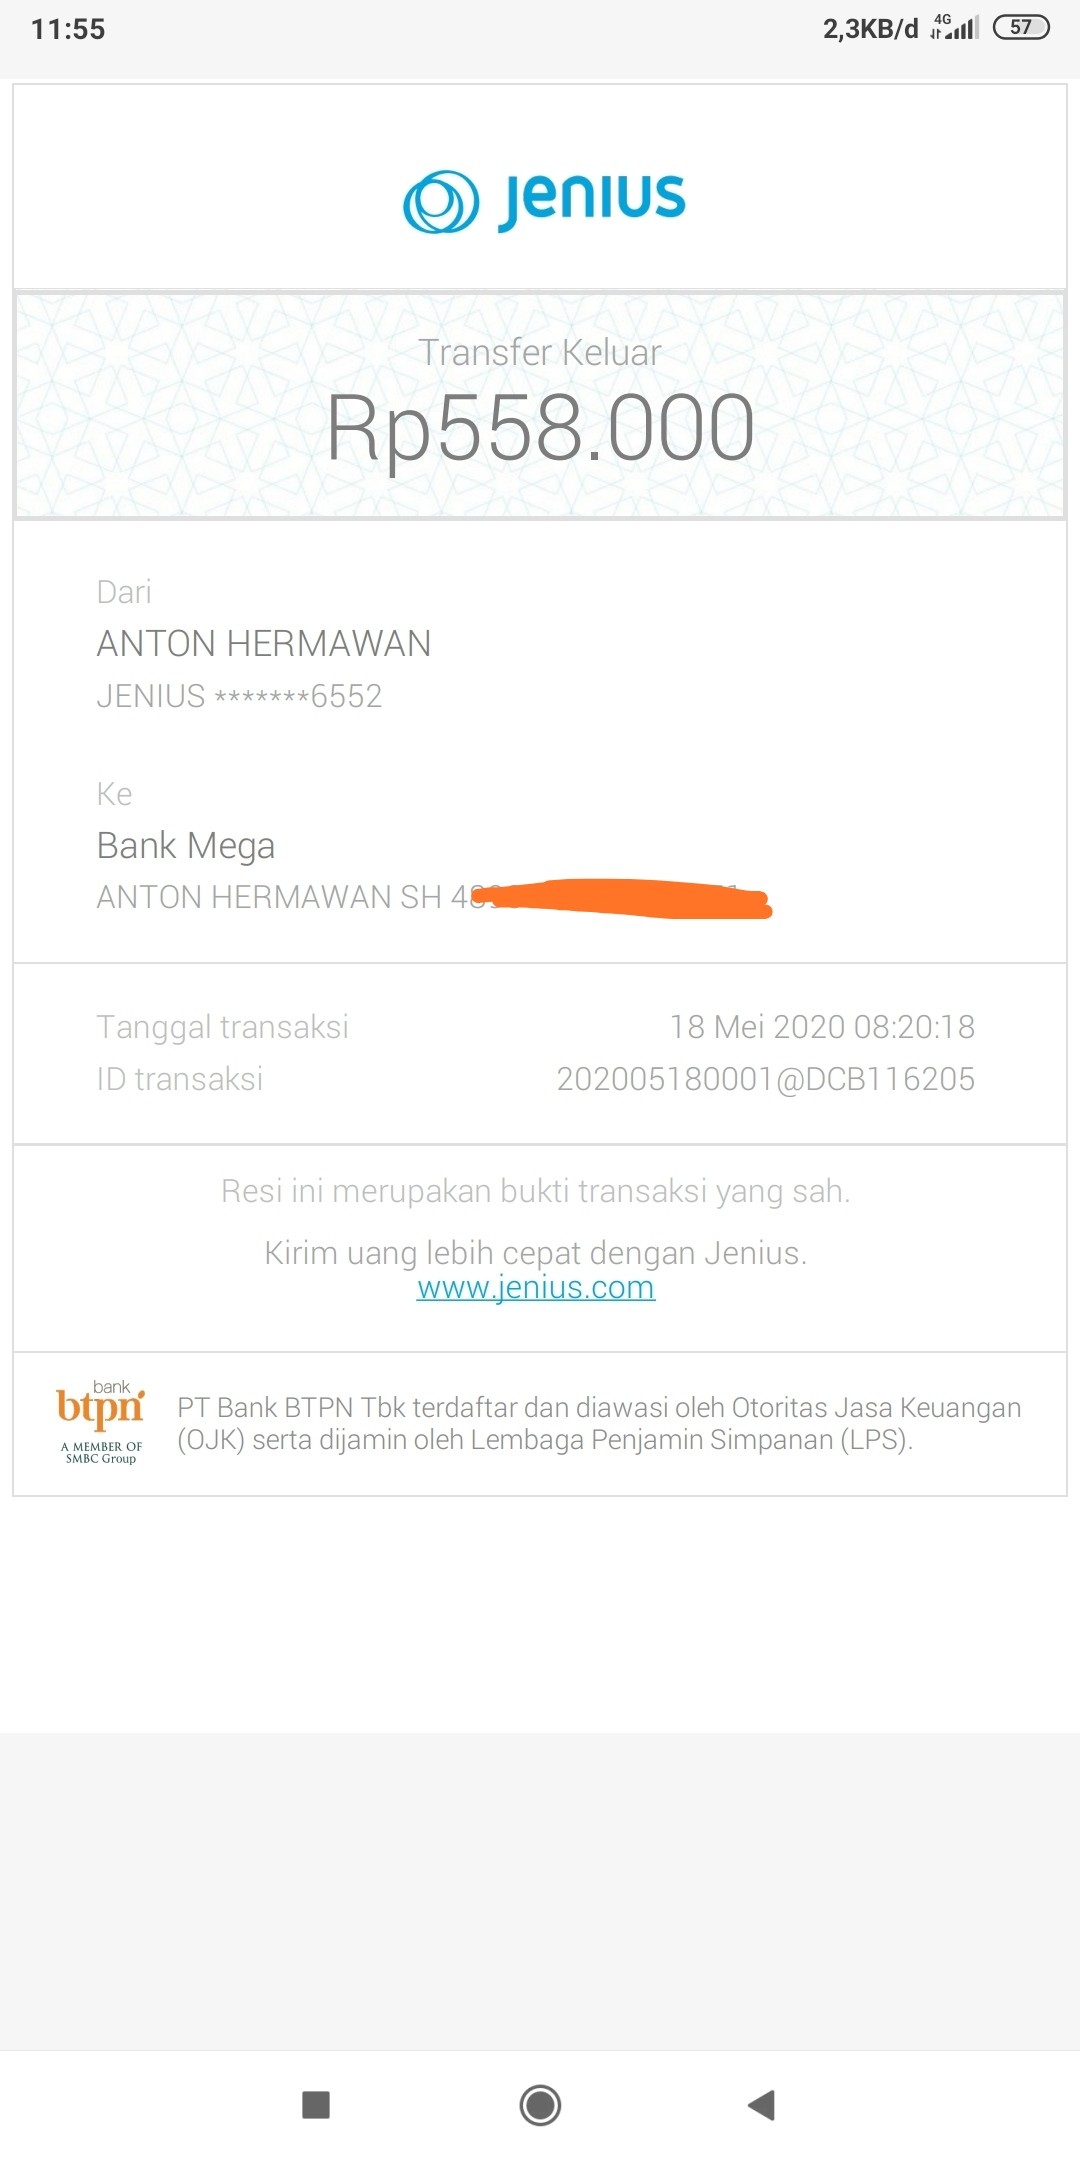 11:55 2,3KB/d 4G 57
jenius
Transfer Keluar
Rp558.000
Dari
ANTON HERMAWAN
JENIUS *******6552
Ke
Bank Mega
ANTON HERMAWAN SH
Tanggal transaksi 18 Mei 2020 08:20:18
ID transaksi 202005180001@DCB116205
Resi ini merupakan bukti transaksi yang sah.
Kirim uang lebih cepat dengan Jenius.
www.jenius.com
bank
btpn
A MEMBER OF
SMBC Group
PT Bank BTPN Tbk terdaftar dan diawasi oleh Otoritas Jasa Keuangan
(OJK) serta dijamin oleh Lembaga Penjamin Simpanan (LPS).